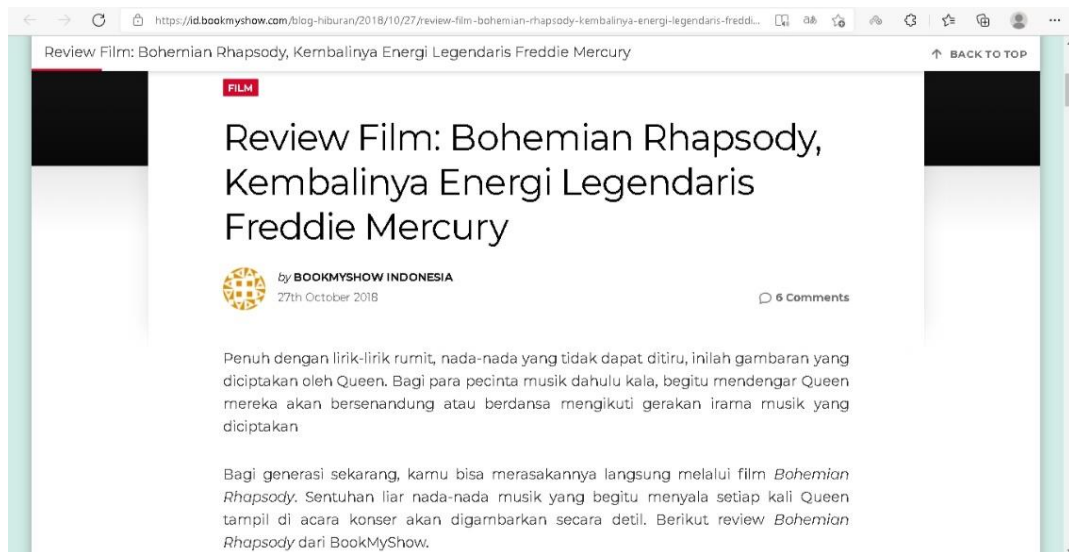 https://id.bookmyshow.com/blog-hiburan/2018/10/27/review-film-bohemian-rhapsody-kembalinya-energi-legendaris-freddi...
Review Film: Bohemian Rhapsody, Kembalinya Energi Legendaris Freddie Mercury
BACK TO TOP
FILM
Review Film: Bohemian Rhapsody,
Kembalinya Energi Legendaris
Freddie Mercury
by BOOKMYSHOW INDONESIA
27th October 2018
6 Comments
Penuh dengan lirik-lirik rumit, nada-nada yang tidak dapat ditiru, inilah gambaran yang
diciptakan oleh Queen. Bagi para pecinta musik dahulu kala, begitu mendengar Queen
mereka akan bersenandung atau berdansa mengikuti gerakan irama musik yang
diciptakan
Bagi generasi sekarang, kamu bisa merasakannya langsung melalui film Bohemian
Rhapsody. Sentuhan liar nada-nada musik yang begitu menyala setiap kali Queen
tampil di acara konser akan digambarkan secara detil. Berikut review Bohemian
Rhapsody dari BookMyShow.